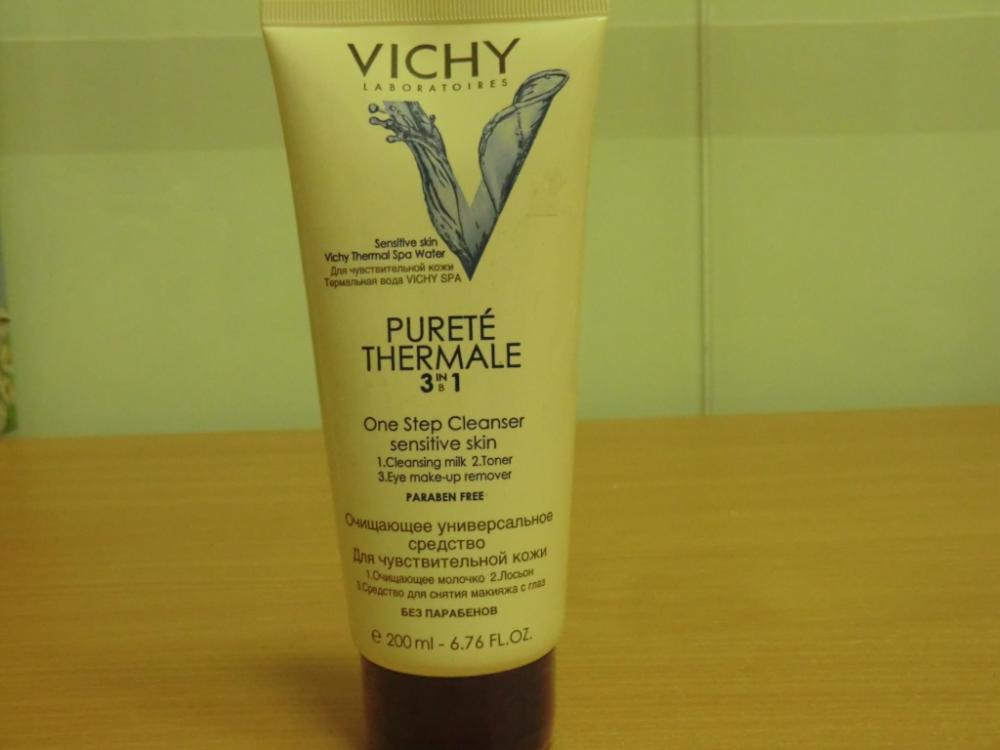 VICHY
LABORATOIRES
Sensitive skin
Vichy Thermal Spa Water
Для чувствительной кожи
Термальная вода VICHY SPA
PURETÉ
THERMALE
3 IN В 1
One Step Cleanser
sensitive skin
1.Cleansing milk 2.Toner
3.Eye make-up remover
PARABEN FREE
Очищающее универсальное
средство
Для чувствительной кожи
1.Очищающее молочко 2.Лосьон
3.Средство для снятия макияжа с глаз
БЕЗ ПАРАБЕНОВ
e 200 ml - 6.76 FL.OZ.